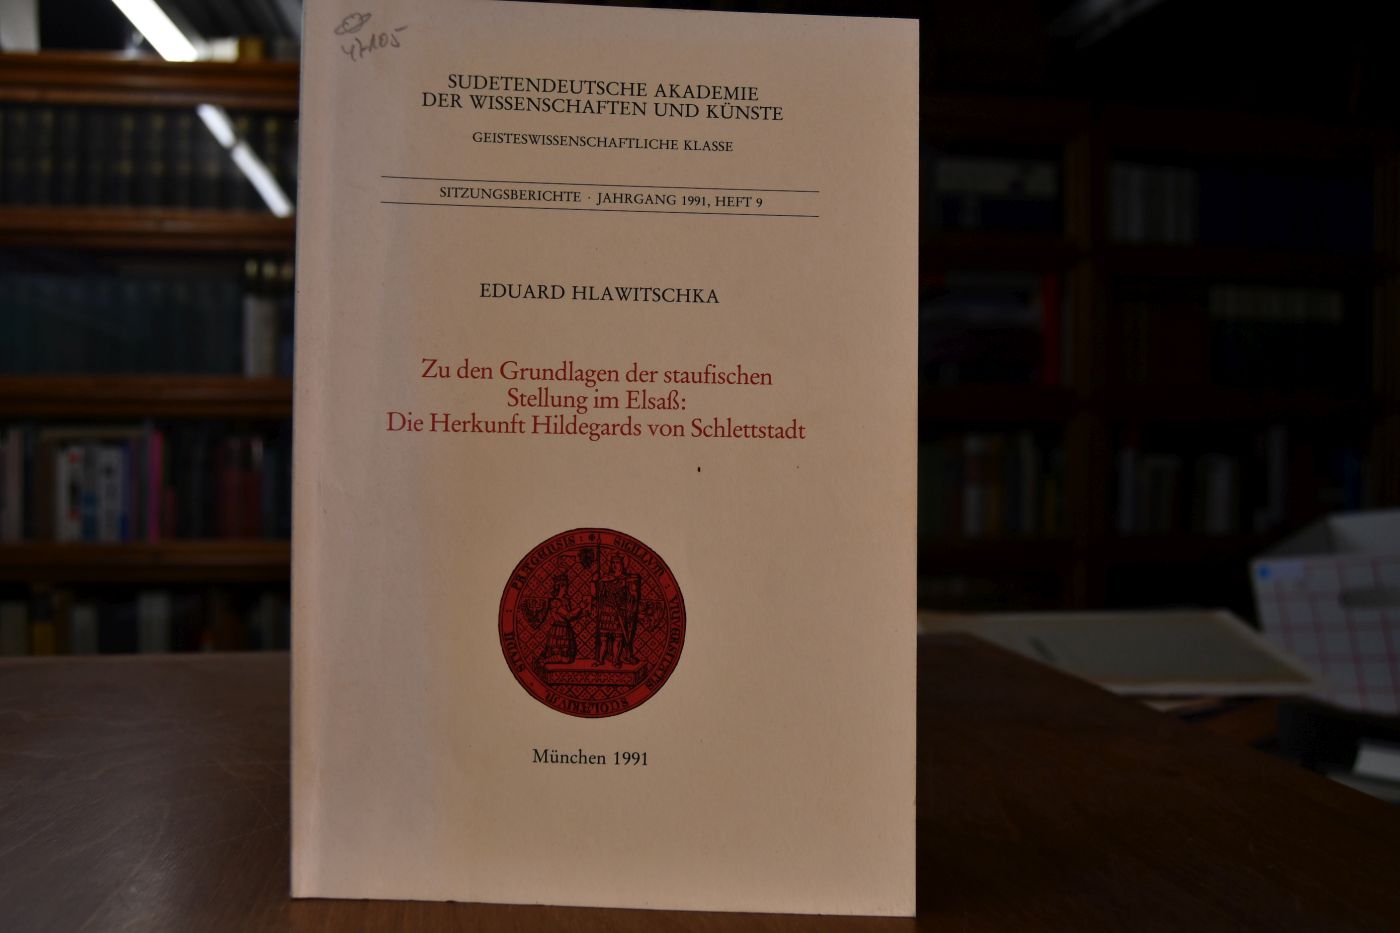 SUDETENDEUTSCHE AKADEMIE
DER WISSENSCHAFTEN UND KÜNSTE
GEISTESWISSENSCHAFTLICHE KLASSE
SITZUNGSBERICHTE · JAHRGANG 1991, HEFT 9
EDUARD HLAWITSCHKA
Zu den Grundlagen der staufischen
Stellung im Elsaß:
Die Herkunft Hildegards von Schlettstadt
München 1991